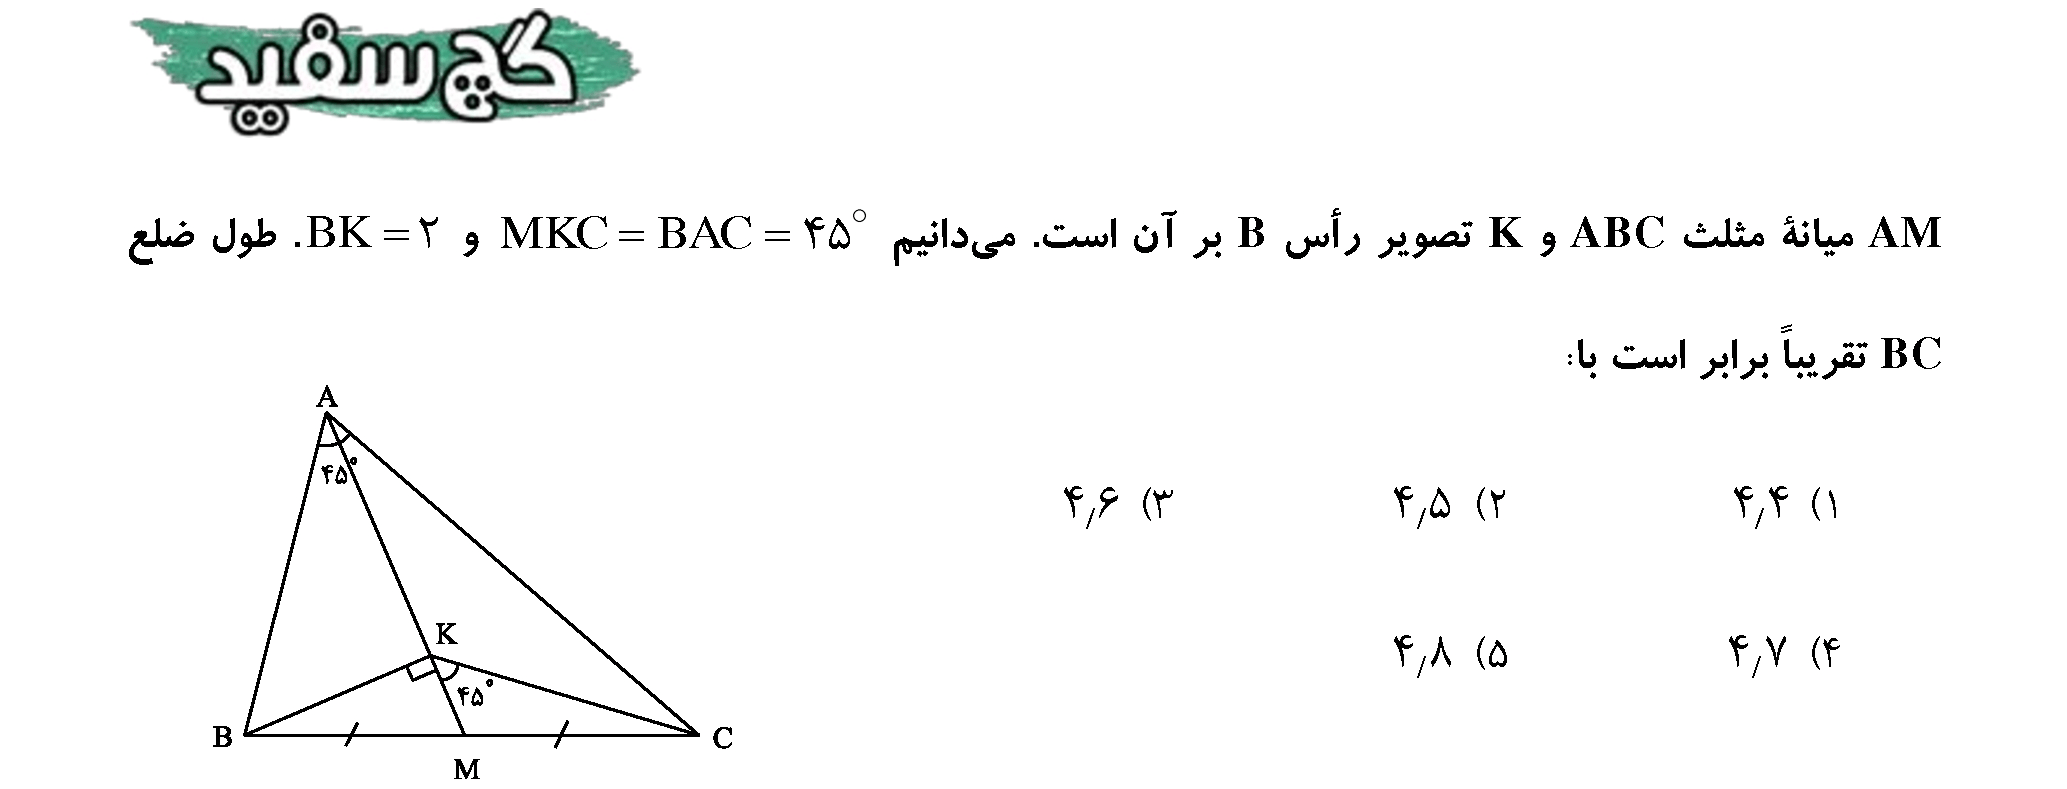 گچ سفید
AM میانهٔ مثلث ABC و K تصویر رأس B بر آن است. می‌دانیم MKC = BAC = ۴۵° و BK = ۲. طول ضلع
BC تقریباً برابر است با:
۱) ۴٫۴ ۲) ۴٫۵ ۳) ۴٫۶
۴) ۴٫۷ ۵) ۴٫۸
A
۴۵°
K
۴۵°
B C
M